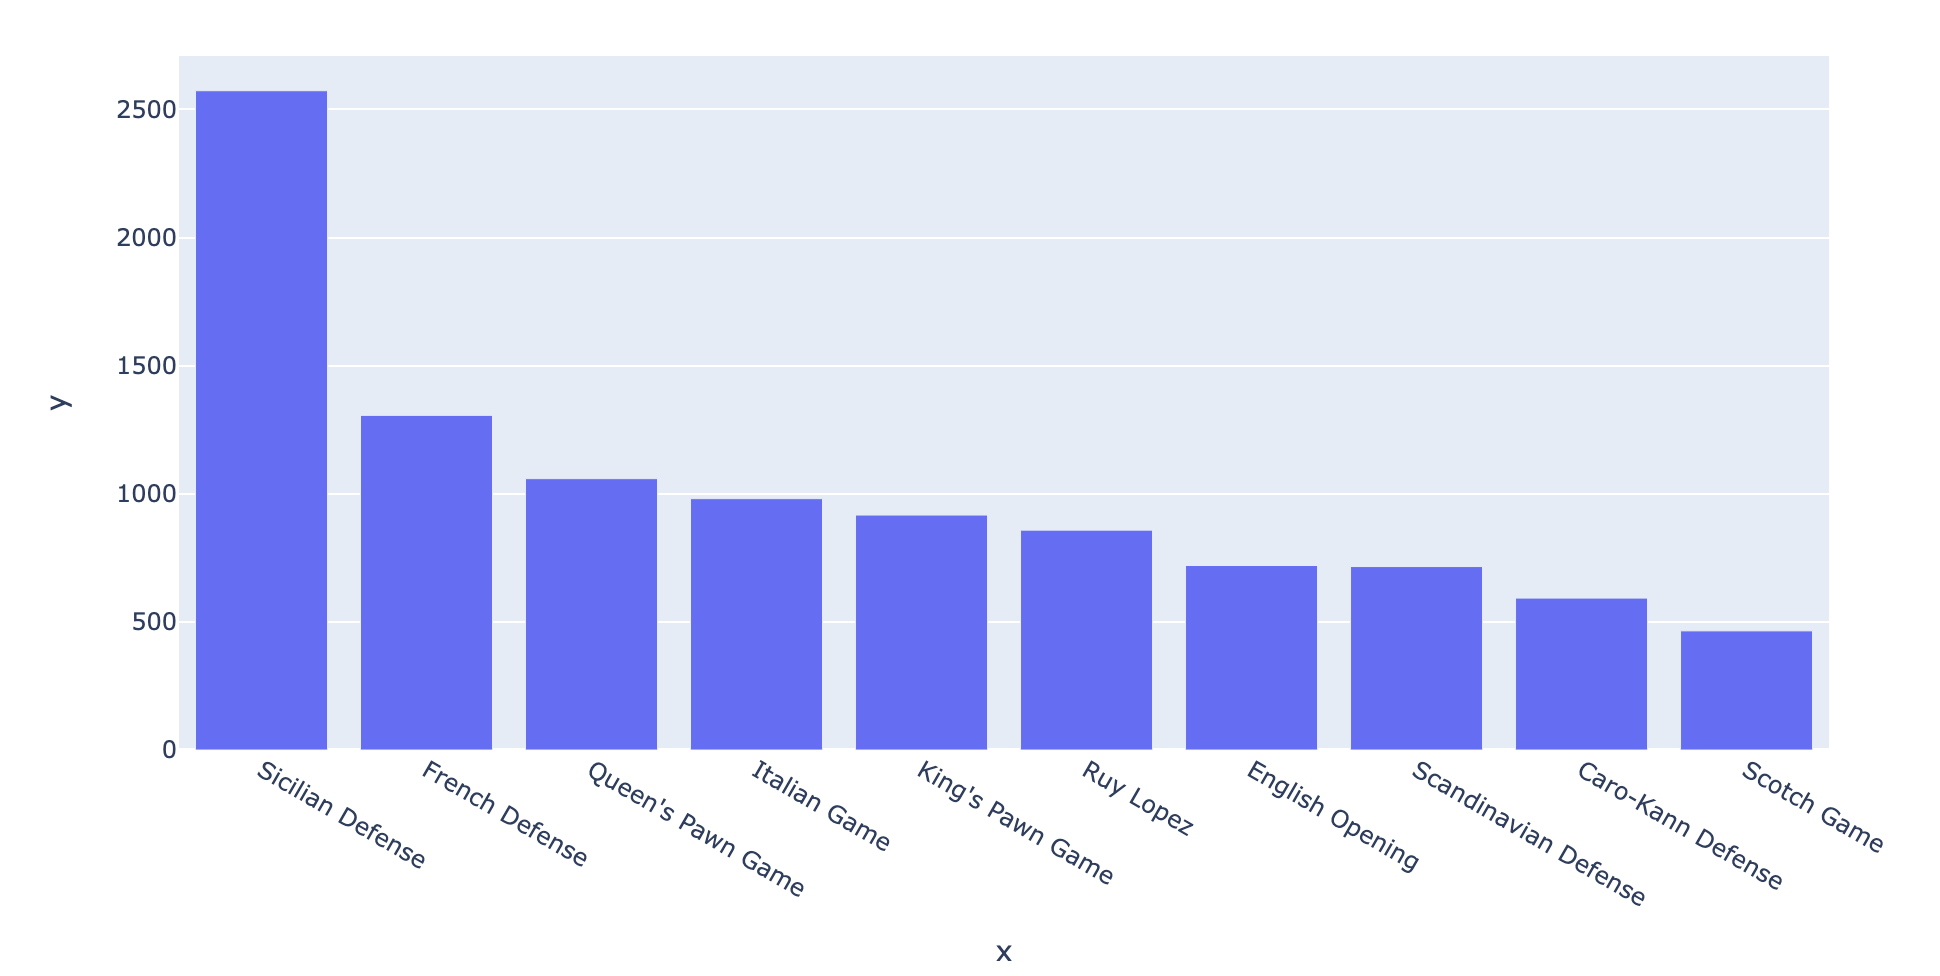 2500
2000
1500
1000
500
0
y
Sicilian Defense
French Defense
Queen's Pawn Game
Italian Game
King's Pawn Game
Ruy Lopez
English Opening
Scandinavian Defense
Caro-Kann Defense
Scotch Game
x